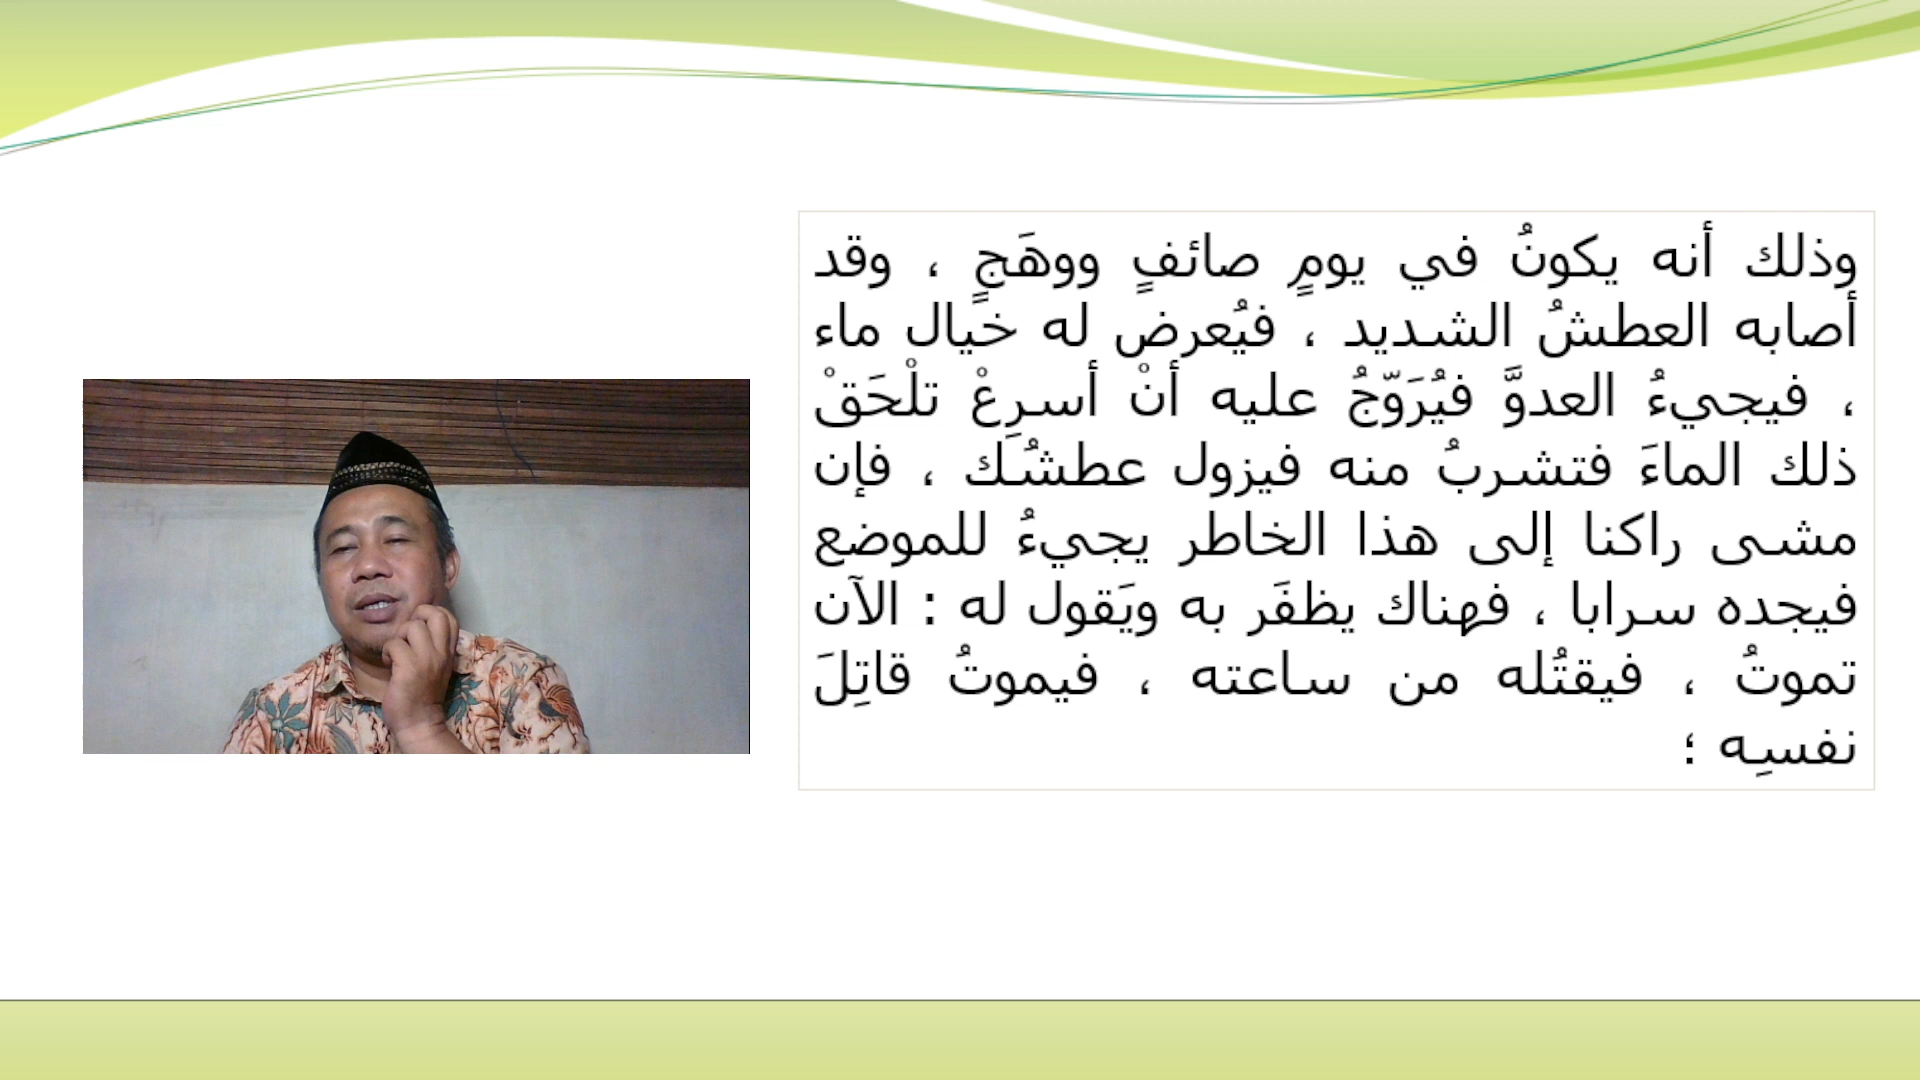 وذلك أنه يكونُ في يومٍ صائفٍ ووهَجٍ ، وقد
أصابه العطشُ الشديد ، فيُعرض له خيال ماء
، فيجيءُ العدوَّ فيُرَوّجُ عليه أنْ أسرِعْ تلْحَقْ
ذلك الماءَ فتشربُ منه فيزول عطشُك ، فإن
مشى راكنا إلى هذا الخاطر يجيءُ للموضع
فيجده سرابا ، فهناك يظفَر به ويَقول له : الآن
تموتُ ، فيقتُله من ساعته ، فيموتُ قاتِلَ
نفسِه ؛